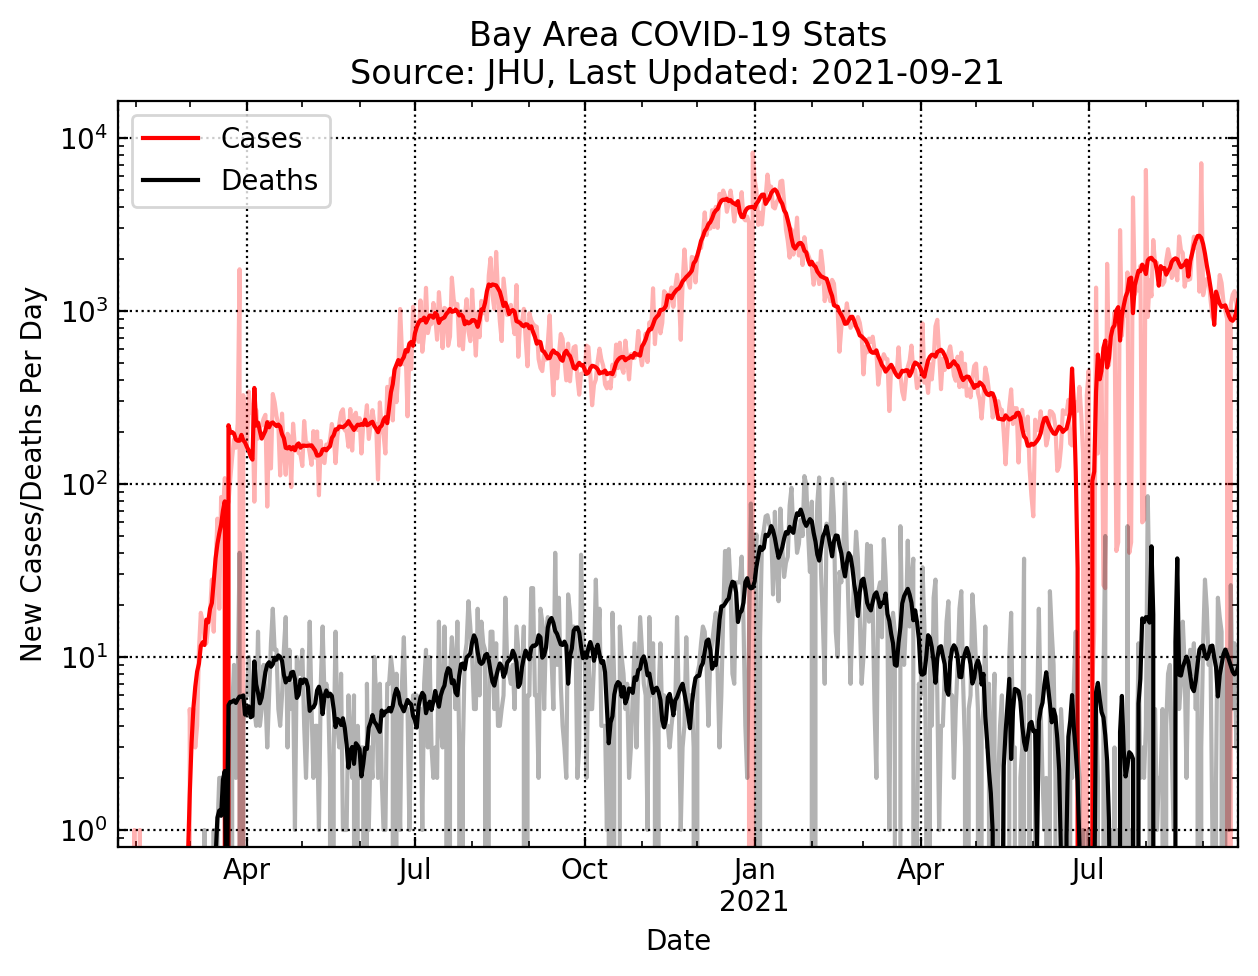 Bay Area COVID-19 Stats
Source: JHU, Last Updated: 2021-09-21
Cases
Deaths
10⁴
10³
10²
10¹
10⁰
New Cases/Deaths Per Day
Apr Jul Oct Jan Apr Jul
2021
Date